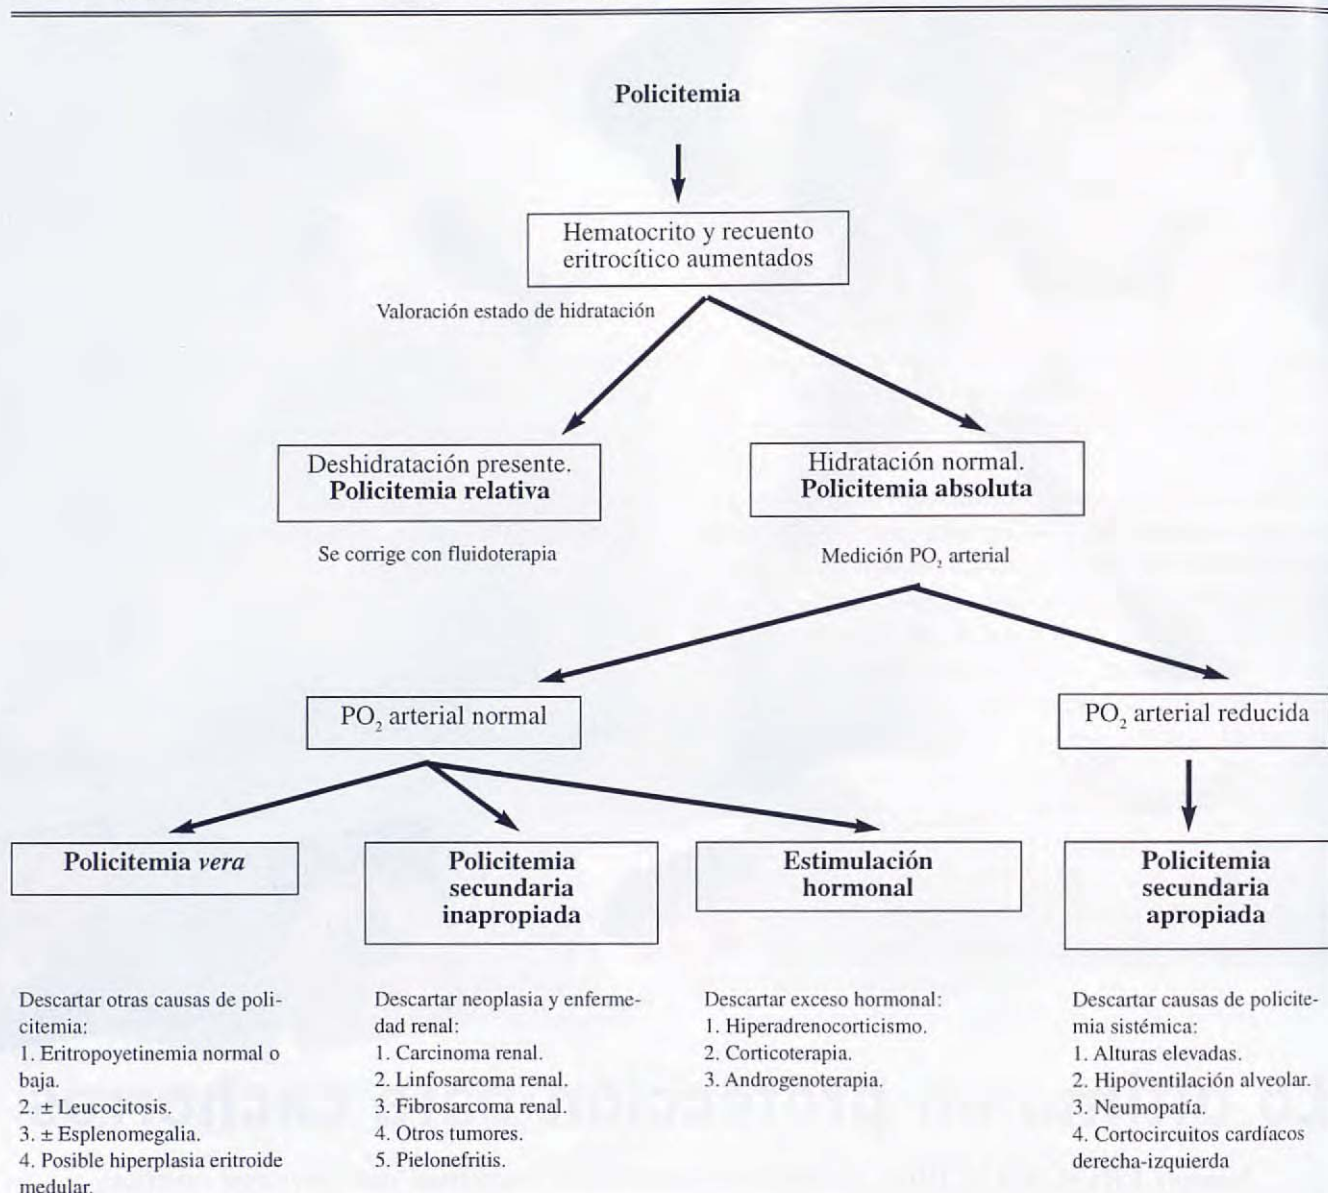 Policitemia
Hematocrito y recuento
eritrocítico aumentados
Valoración estado de hidratación
Deshidratación presente.
Policitemia relativa
Hidratación normal.
Policitemia absoluta
Se corrige con fluidoterapia
Medición PO₂ arterial
PO₂ arterial normal
PO₂ arterial reducida
Policitemia vera
Policitemia
secundaria
inapropiada
Estimulación
hormonal
Policitemia
secundaria
apropiada
Descartar otras causas de poli-
citemia:
1. Eritropoyetinemia normal o
baja.
2. ± Leucocitosis.
3. ± Esplenomegalia.
4. Posible hiperplasia eritroide
medular.
Descartar neoplasia y enferme-
dad renal:
1. Carcinoma renal.
2. Linfosarcoma renal.
3. Fibrosarcoma renal.
4. Otros tumores.
5. Pielonefritis.
Descartar exceso hormonal:
1. Hiperadrenocorticismo.
2. Corticoterapia.
3. Androgenoterapia.
Descartar causas de policite-
mia sistémica:
1. Alturas elevadas.
2. Hipoventilación alveolar.
3. Neumopatía.
4. Cortocircuitos cardíacos
derecha-izquierda